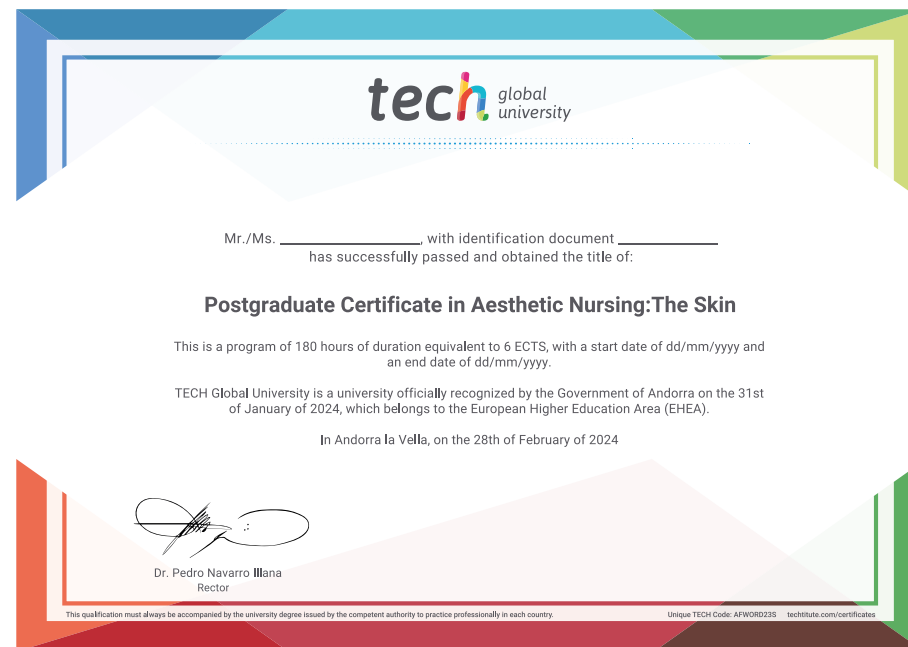 tech global
university
Mr./Ms. ____________________, with identification document ______________
has successfully passed and obtained the title of:
Postgraduate Certificate in Aesthetic Nursing:The Skin
This is a program of 180 hours of duration equivalent to 6 ECTS, with a start date of dd/mm/yyyy and
an end date of dd/mm/yyyy.
TECH Global University is a university officially recognized by the Government of Andorra on the 31st
of January of 2024, which belongs to the European Higher Education Area (EHEA).
In Andorra la Vella, on the 28th of February of 2024
Dr. Pedro Navarro Illana
Rector
This qualification must always be accompanied by the university degree issued by the competent authority to practice professionally in each country. Unique TECH Code: AFWORD23S techtitute.com/certificates